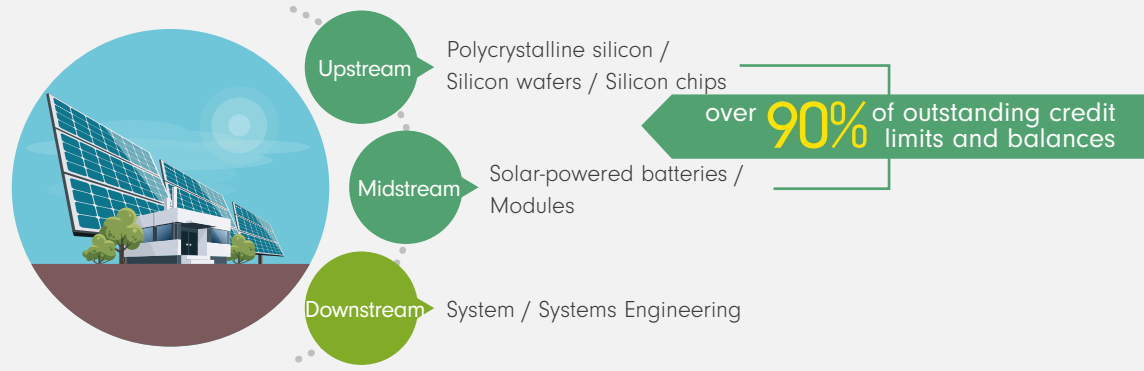 Upstream
Polycrystalline silicon /
Silicon wafers / Silicon chips
over 90% of outstanding credit
limits and balances
Midstream
Solar-powered batteries /
Modules
Downstream
System / Systems Engineering